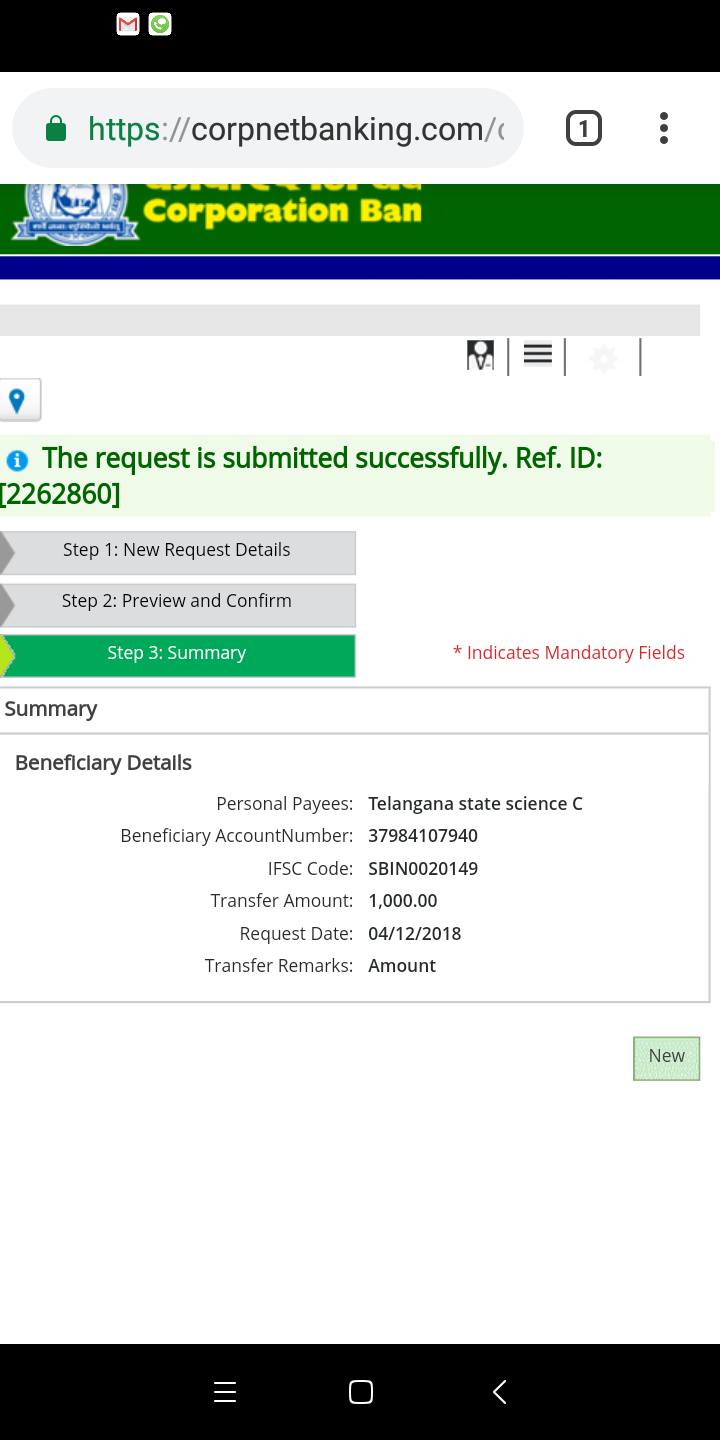 1
https://corpnetbanking.com/
Corporation Ban
The request is submitted successfully. Ref. ID:
[2262860]
Step 1: New Request Details
Step 2: Preview and Confirm
Step 3: Summary
* Indicates Mandatory Fields
Summary
Beneficiary Details
Personal Payees: Telangana state science C
Beneficiary AccountNumber: 37984107940
IFSC Code: SBIN0020149
Transfer Amount: 1,000.00
Request Date: 04/12/2018
Transfer Remarks: Amount
New